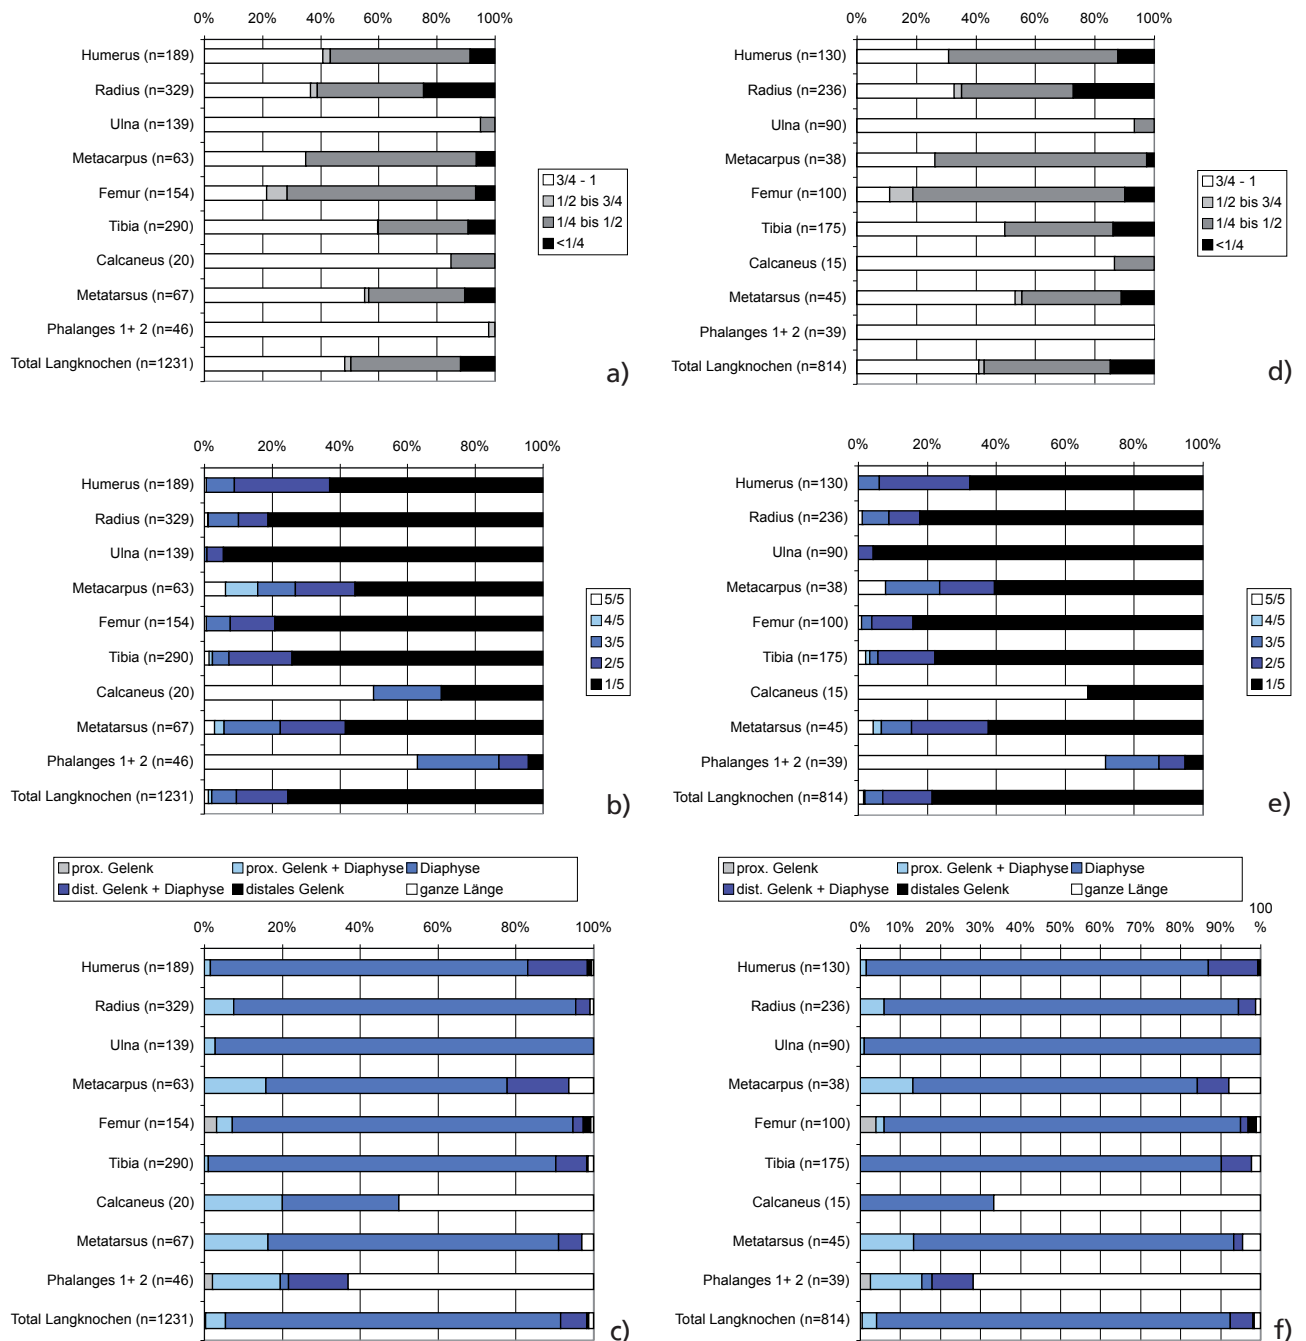 0% 20% 40% 60% 80% 100%
Humerus (n=189)
Radius (n=329)
Ulna (n=139)
Metacarpus (n=63)
Femur (n=154)
Tibia (n=290)
Calcaneus (20)
Metatarsus (n=67)
Phalanges 1+ 2 (n=46)
Total Langknochen (n=1231)
3/4 - 1
1/2 bis 3/4
1/4 bis 1/2
<1/4
a)
0% 20% 40% 60% 80% 100%
Humerus (n=130)
Radius (n=236)
Ulna (n=90)
Metacarpus (n=38)
Femur (n=100)
Tibia (n=175)
Calcaneus (15)
Metatarsus (n=45)
Phalanges 1+ 2 (n=39)
Total Langknochen (n=814)
3/4 - 1
1/2 bis 3/4
1/4 bis 1/2
<1/4
d)
0% 20% 40% 60% 80% 100%
Humerus (n=189)
Radius (n=329)
Ulna (n=139)
Metacarpus (n=63)
Femur (n=154)
Tibia (n=290)
Calcaneus (20)
Metatarsus (n=67)
Phalanges 1+ 2 (n=46)
Total Langknochen (n=1231)
5/5
4/5
3/5
2/5
1/5
b)
0% 20% 40% 60% 80% 100%
Humerus (n=130)
Radius (n=236)
Ulna (n=90)
Metacarpus (n=38)
Femur (n=100)
Tibia (n=175)
Calcaneus (15)
Metatarsus (n=45)
Phalanges 1+ 2 (n=39)
Total Langknochen (n=814)
5/5
4/5
3/5
2/5
1/5
e)
prox. Gelenk prox. Gelenk + Diaphyse Diaphyse
dist. Gelenk + Diaphyse distales Gelenk ganze Länge
0% 20% 40% 60% 80% 100%
Humerus (n=189)
Radius (n=329)
Ulna (n=139)
Metacarpus (n=63)
Femur (n=154)
Tibia (n=290)
Calcaneus (20)
Metatarsus (n=67)
Phalanges 1+ 2 (n=46)
Total Langknochen (n=1231)
c)
prox. Gelenk prox. Gelenk + Diaphyse Diaphyse
dist. Gelenk + Diaphyse distales Gelenk ganze Länge
100
0% 10% 20% 30% 40% 50% 60% 70% 80% 90% %
Humerus (n=130)
Radius (n=236)
Ulna (n=90)
Metacarpus (n=38)
Femur (n=100)
Tibia (n=175)
Calcaneus (15)
Metatarsus (n=45)
Phalanges 1+ 2 (n=39)
Total Langknochen (n=814)
f)